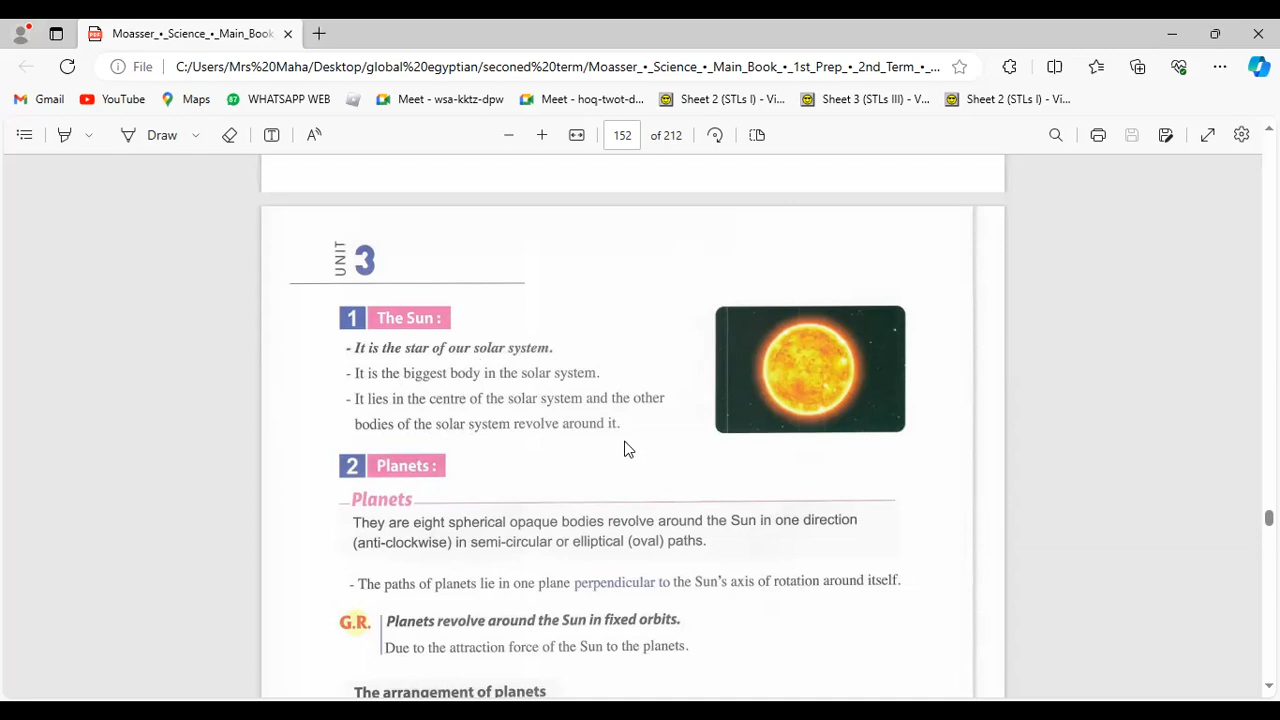 Moasser_•_Science_•_Main_Book
File
C:/Users/Mrs%20Maha/Desktop/global%20egyptian/seconed%20term/Moasser_•_Science_•_Main_Book_•_1st_Prep_•_2nd_Term_•_...
Gmail
YouTube
Maps
WHATSAPP WEB
Meet - wsa-kktz-dpw
Meet - hoq-twot-d...
Sheet 2 (STLs I) - Vi...
Sheet 3 (STLs III) - V...
Sheet 2 (STLs I) - Vi...
Draw
152 of 212
UNIT 3
1 The Sun :
- It is the star of our solar system.
- It is the biggest body in the solar system.
- It lies in the centre of the solar system and the other
bodies of the solar system revolve around it.
2 Planets :
Planets
They are eight spherical opaque bodies revolve around the Sun in one direction
(anti-clockwise) in semi-circular or elliptical (oval) paths.
- The paths of planets lie in one plane perpendicular to the Sun's axis of rotation around itself.
G.R. Planets revolve around the Sun in fixed orbits.
Due to the attraction force of the Sun to the planets.
The arrangement of planets